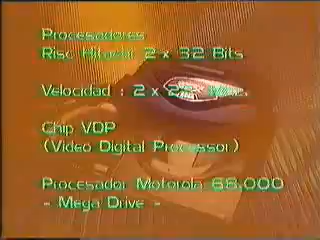 Procesadores
Risc Hitachi 2 x 32 Bits
Velocidad : 2 x
Chip VDP
(Video Digital Processor)
Procesador Motorola 68,000
- Mega Drive -